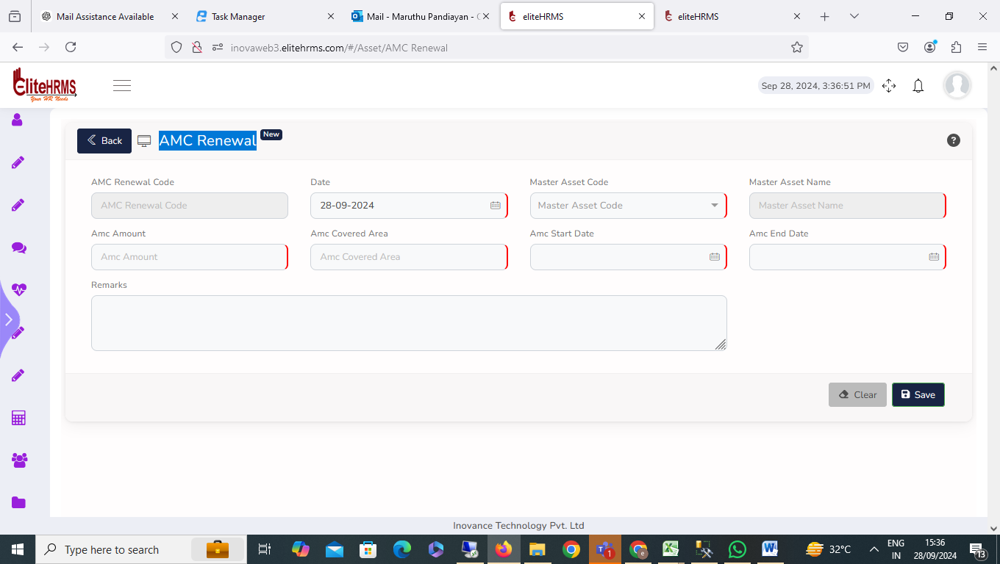 Mail Assistance Available
Task Manager
Mail - Maruthu Pandiayan -
eliteHRMS
eliteHRMS
inovaweb3.elitehrms.com/#/Asset/AMC Renewal
EliteHRMS
Your HR Needs
Sep 28, 2024, 3:36:51 PM
Back
AMC Renewal
New
?
AMC Renewal Code
Date
Master Asset Code
Master Asset Name
AMC Renewal Code
28-09-2024
Master Asset Code
Master Asset Name
Amc Amount
Amc Covered Area
Amc Start Date
Amc End Date
Amc Amount
Amc Covered Area
Remarks
Clear
Save
Inovance Technology Pvt. Ltd
Type here to search
1
e
32°C
ENG
IN
15:36
28/09/2024
13